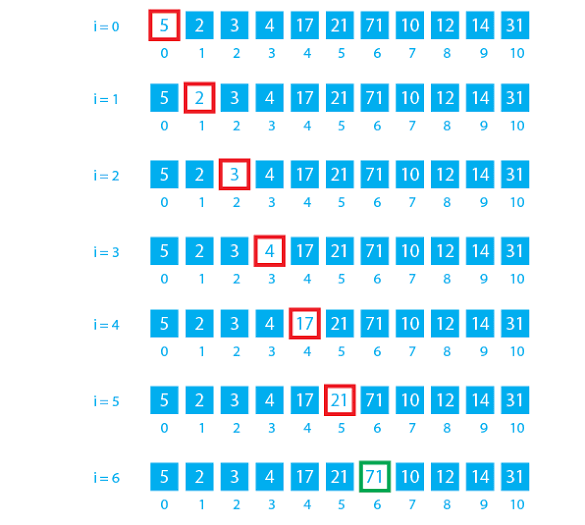 i = 0 5 2 3 4 17 21 71 10 12 14 31
0 1 2 3 4 5 6 7 8 9 10
i = 1 5 2 3 4 17 21 71 10 12 14 31
0 1 2 3 4 5 6 7 8 9 10
i = 2 5 2 3 4 17 21 71 10 12 14 31
0 1 2 3 4 5 6 7 8 9 10
i = 3 5 2 3 4 17 21 71 10 12 14 31
0 1 2 3 4 5 6 7 8 9 10
i = 4 5 2 3 4 17 21 71 10 12 14 31
0 1 2 3 4 5 6 7 8 9 10
i = 5 5 2 3 4 17 21 71 10 12 14 31
0 1 2 3 4 5 6 7 8 9 10
i = 6 5 2 3 4 17 21 71 10 12 14 31
0 1 2 3 4 5 6 7 8 9 10